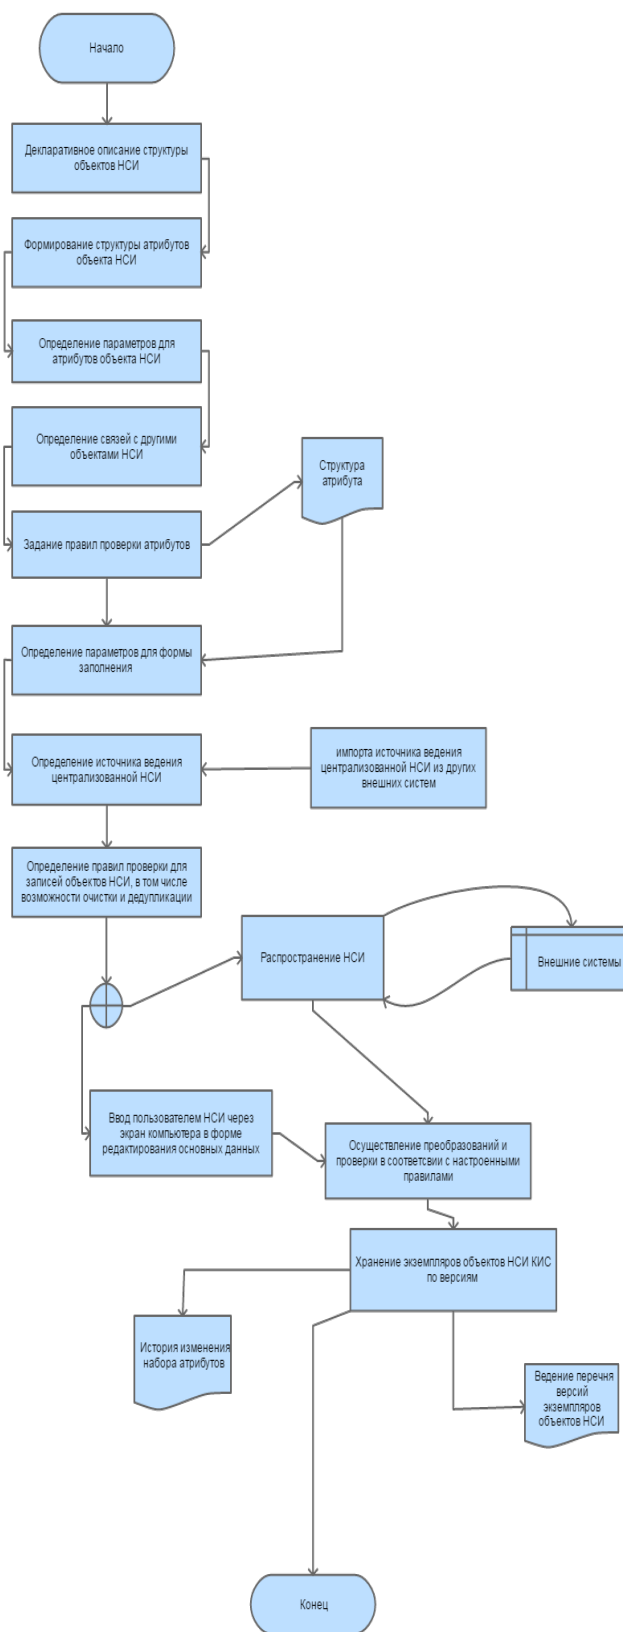 Начало
Декларативное описание структуры
объектов НСИ
Формирование структуры атрибутов
объекта НСИ
Определение параметров для
атрибутов объекта НСИ
Определение связей с другими
объектами НСИ
Структура
атрибута
Задание правил проверки атрибутов
Определение параметров для формы
заполнения
Определение источника ведения
централизованной НСИ
импорта источника ведения
централизованной НСИ из других
внешних систем
Определение правил проверки для
записей объектов НСИ, в том числе
возможности очистки и дедупликации
Распространение НСИ
Внешние системы
Ввод пользователем НСИ через
экран компьютера в форме
редактирования основных данных
Осуществление преобразований и
проверки в соответсвии с настроенными
правилами
Хранение экземпляров объектов НСИ КИС
по версиям
История изменения
набора атрибутов
Ведение перечня
версий
экземпляров
объектов НСИ
Конец